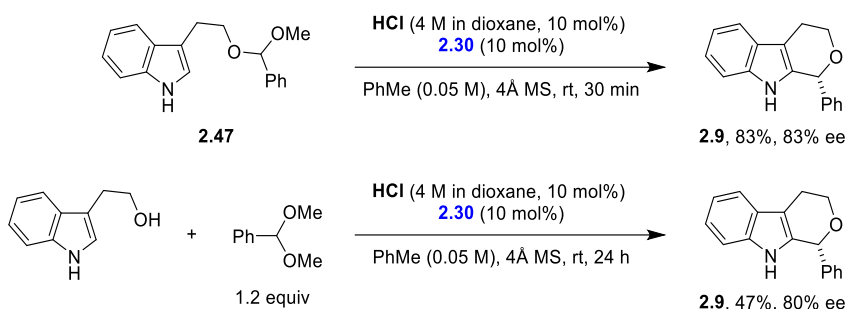 OMe
O
Ph
N
H
2.47
HCl (4 M in dioxane, 10 mol%)
2.30 (10 mol%)
PhMe (0.05 M), 4Å MS, rt, 30 min
O
N
H
Ph
2.9, 83%, 83% ee
OH
N
H
+
OMe
Ph
OMe
1.2 equiv
HCl (4 M in dioxane, 10 mol%)
2.30 (10 mol%)
PhMe (0.05 M), 4Å MS, rt, 24 h
O
N
H
Ph
2.9, 47%, 80% ee